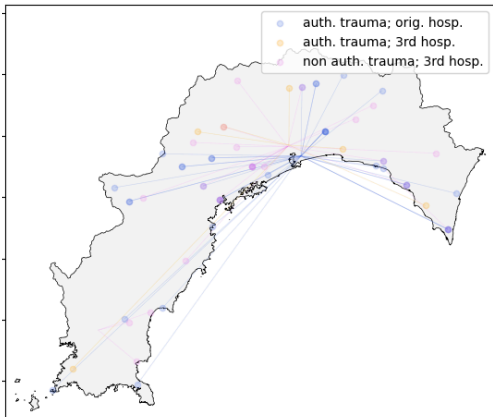 auth. trauma; orig. hosp.
auth. trauma; 3rd hosp.
non auth. trauma; 3rd hosp.